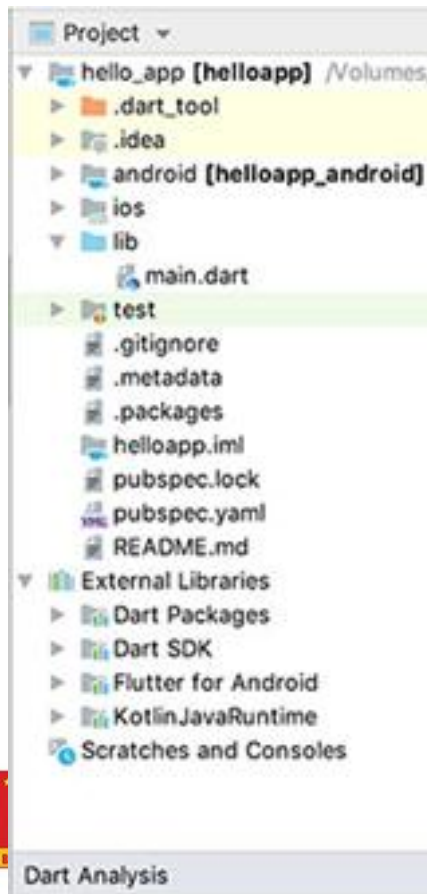 Project
hello_app [helloapp] /Volumes
.dart_tool
.idea
android [helloapp_android]
ios
lib
main.dart
test
.gitignore
.metadata
.packages
helloapp.iml
pubspec.lock
pubspec.yaml
README.md
External Libraries
Dart Packages
Dart SDK
Flutter for Android
KotlinJavaRuntime
Scratches and Consoles
Dart Analysis